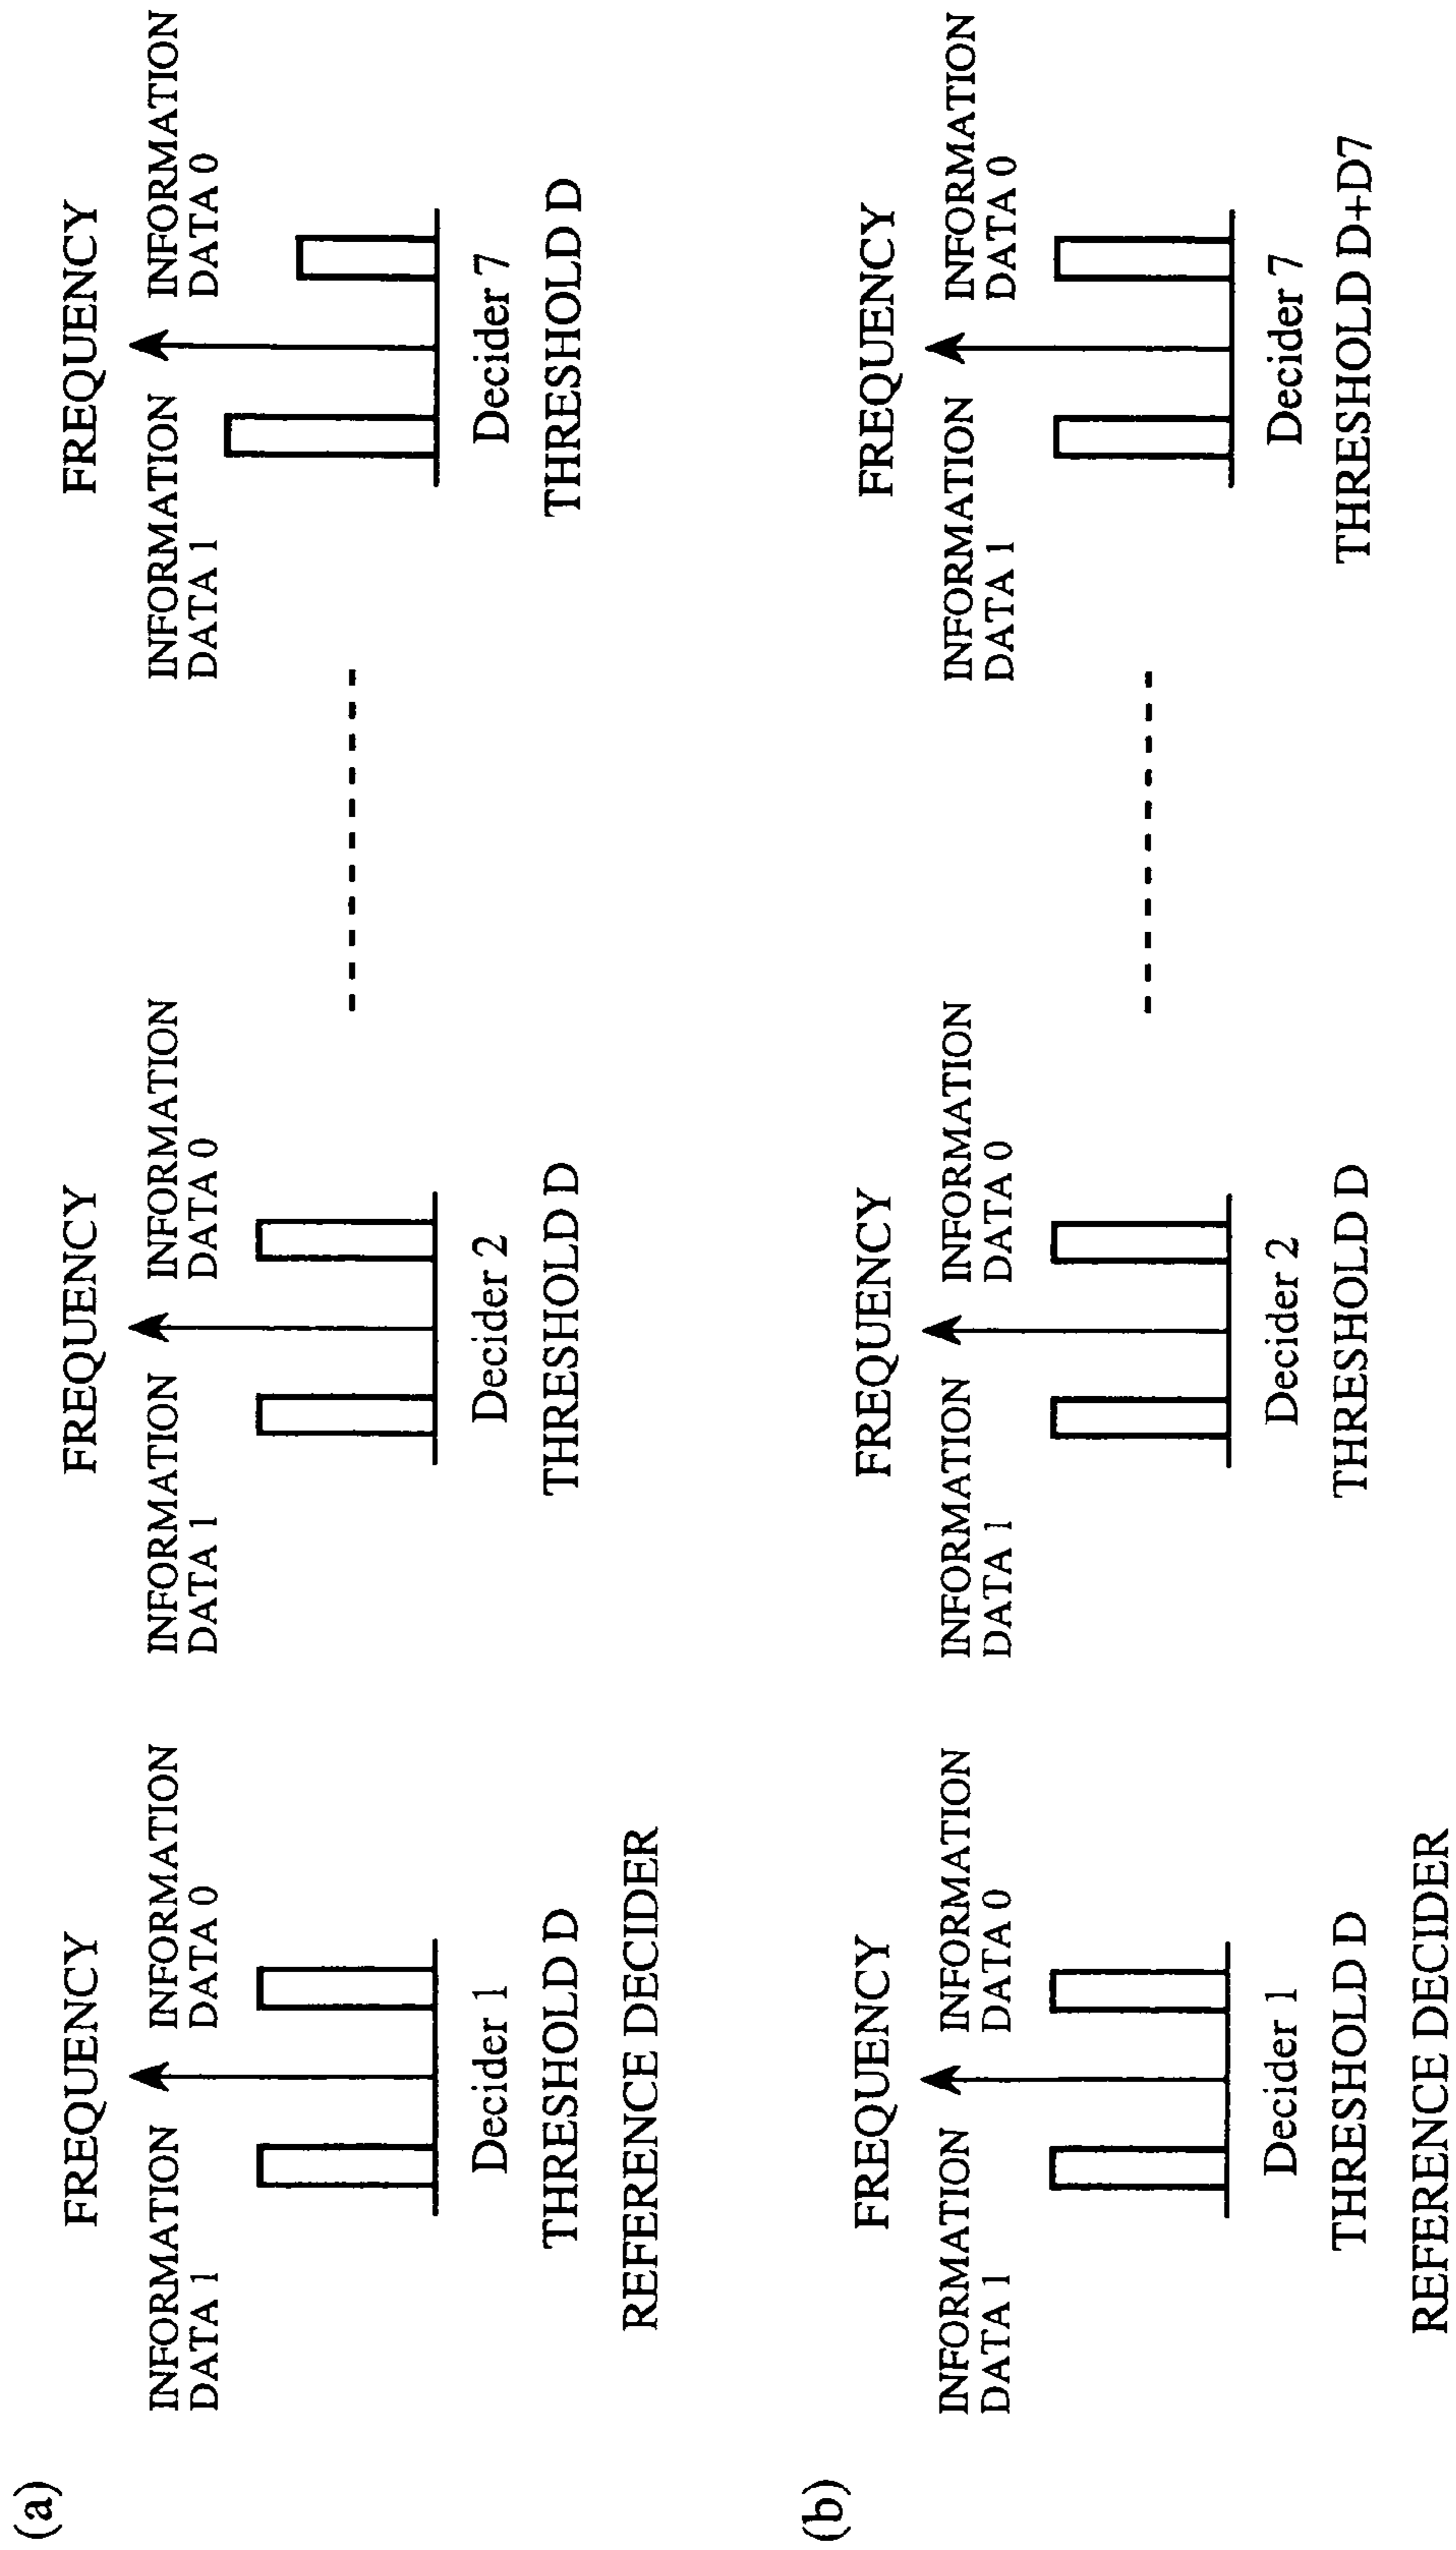 (a)
FREQUENCY
INFORMATION
DATA 1
INFORMATION
DATA 0
Decider 1
THRESHOLD D
REFERENCE DECIDER
FREQUENCY
INFORMATION
DATA 1
INFORMATION
DATA 0
Decider 2
THRESHOLD D
FREQUENCY
INFORMATION
DATA 1
INFORMATION
DATA 0
Decider 7
THRESHOLD D
(b)
FREQUENCY
INFORMATION
DATA 1
INFORMATION
DATA 0
Decider 1
THRESHOLD D
REFERENCE DECIDER
FREQUENCY
INFORMATION
DATA 1
INFORMATION
DATA 0
Decider 2
THRESHOLD D
FREQUENCY
INFORMATION
DATA 1
INFORMATION
DATA 0
Decider 7
THRESHOLD D+D7